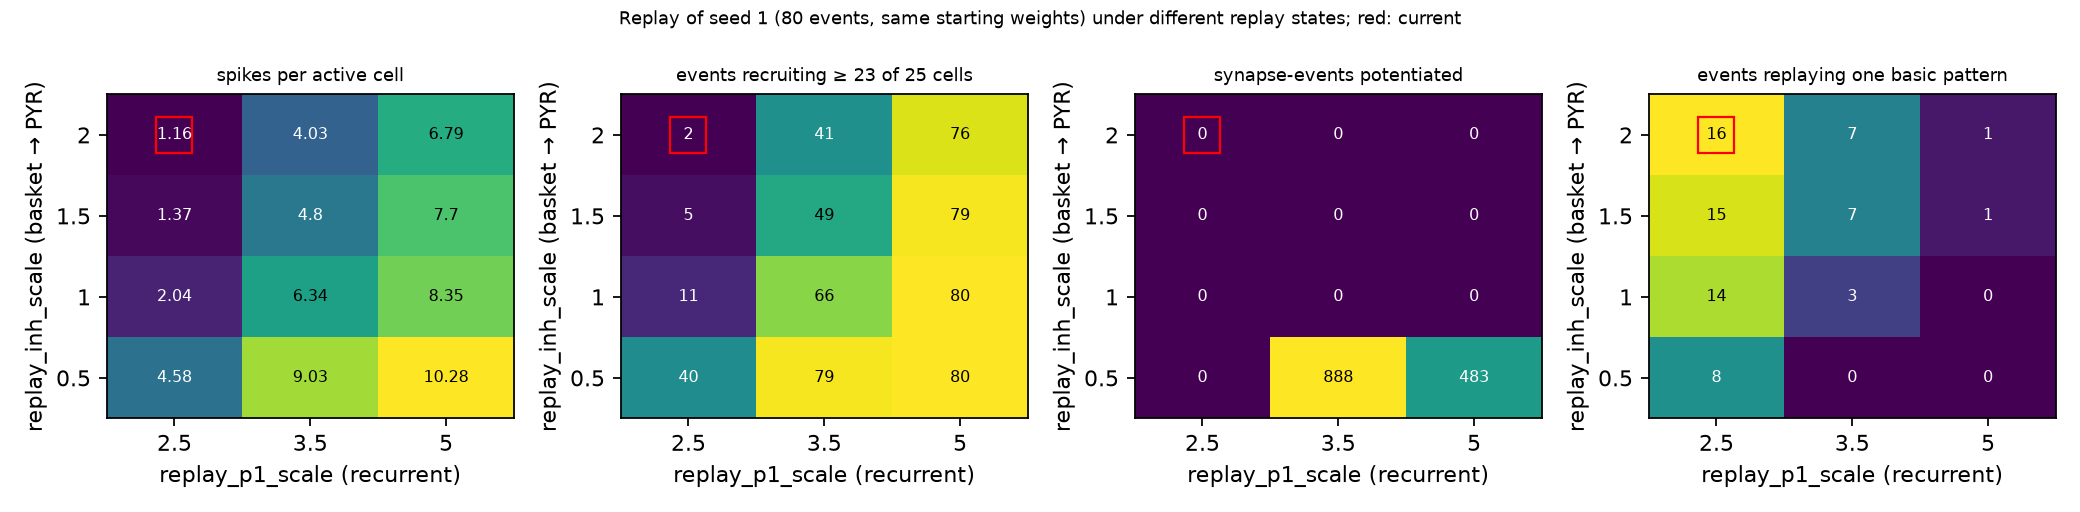 Replay of seed 1 (80 events, same starting weights) under different replay states; red: current
spikes per active cell
replay_inh_scale (basket → PYR)
2
1.5
1
0.5
1.16 4.03 6.79
1.37 4.8 7.7
2.04 6.34 8.35
4.58 9.03 10.28
2.5 3.5 5
replay_p1_scale (recurrent)
events recruiting ≥ 23 of 25 cells
replay_inh_scale (basket → PYR)
2
1.5
1
0.5
2 41 76
5 49 79
11 66 80
40 79 80
2.5 3.5 5
replay_p1_scale (recurrent)
synapse-events potentiated
replay_inh_scale (basket → PYR)
2
1.5
1
0.5
0 0 0
0 0 0
0 0 0
0 888 483
2.5 3.5 5
replay_p1_scale (recurrent)
events replaying one basic pattern
replay_inh_scale (basket → PYR)
2
1.5
1
0.5
16 7 1
15 7 1
14 3 0
8 0 0
2.5 3.5 5
replay_p1_scale (recurrent)